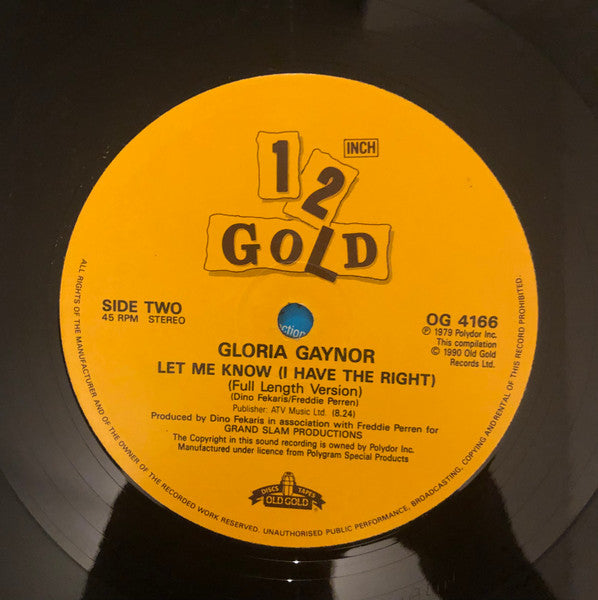 12 INCH
GOLD
SIDE TWO
45 RPM STEREO
OG 4166
℗ 1979 Polydor Inc.
This compilation
© 1990 Old Gold
Records Ltd.
ction
GLORIA GAYNOR
LET ME KNOW (I HAVE THE RIGHT)
(Full Length Version)
(Dino Fekaris/Freddie Perren)
Publisher: ATV Music Ltd. (8.24)
Produced by Dino Fekaris in association with Freddie Perren for
GRAND SLAM PRODUCTIONS
The Copyright in this sound recording is owned by Polydor Inc.
Manufactured under licence from Polygram Special Products
DISCS TAPES
OLD GOLD
ALL RIGHTS OF THE MANUFACTURER AND OF THE OWNER OF THE RECORDED WORK RESERVED. UNAUTHORISED PUBLIC PERFORMANCE, BROADCASTING, COPYING AND RENTAL OF THIS RECORD PROHIBITED.